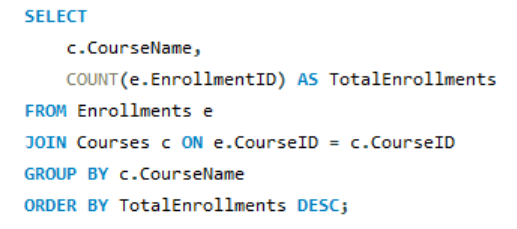 SELECT
    c.CourseName,
    COUNT(e.EnrollmentID) AS TotalEnrollments
FROM Enrollments e
JOIN Courses c ON e.CourseID = c.CourseID
GROUP BY c.CourseName
ORDER BY TotalEnrollments DESC;